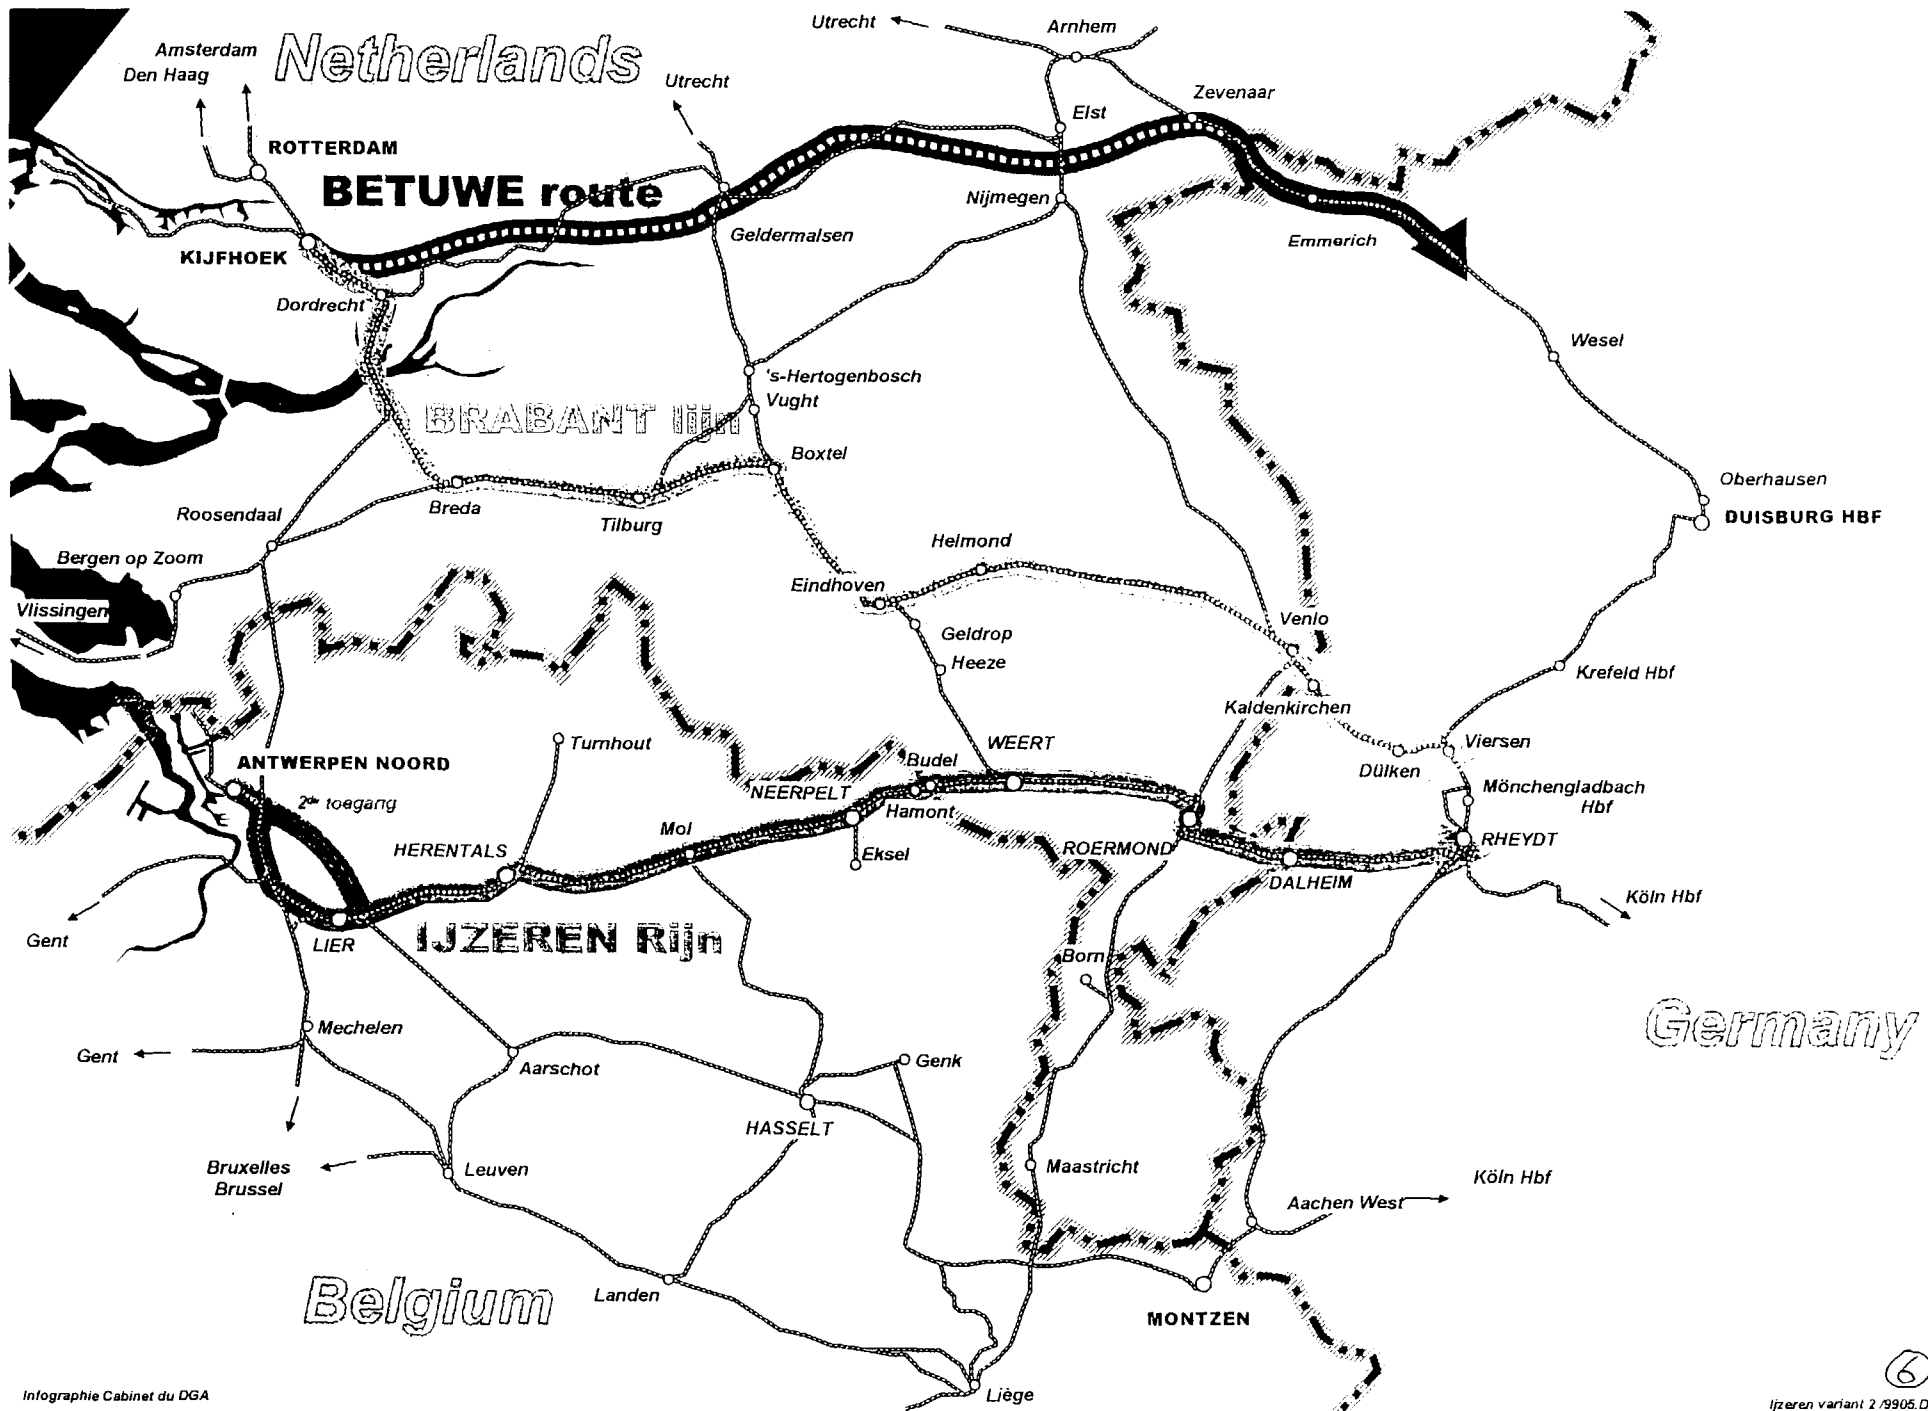 Utrecht
Arnhem
Amsterdam
Den Haag
Netherlands
Utrecht
Zevenaar
Elst
ROTTERDAM
BETUWE route
Nijmegen
Geldermalsen
Emmerich
KIJFHOEK
Dordrecht
Wesel
's-Hertogenbosch
Vught
BRABANT lijn
Boxtel
Oberhausen
DUISBURG HBF
Roosendaal
Breda
Tilburg
Helmond
Bergen op Zoom
Eindhoven
Vlissingen
Venlo
Geldrop
Heeze
Krefeld Hbf
Kaldenkirchen
Turnhout
WEERT
Viersen
ANTWERPEN NOORD
Budel
Dülken
NEERPELT
Mönchengladbach
Hbf
2de toegang
Hamont
Mol
HERENTALS
Eksel
ROERMOND
RHEYDT
DALHEIM
Köln Hbf
Gent
LIER
IJZEREN Rijn
Born
Germany
Mechelen
Gent
Aarschot
Genk
HASSELT
Bruxelles
Brussel
Leuven
Maastricht
Köln Hbf
Aachen West
Belgium
Landen
MONTZEN
6
Liège
Infographie Cabinet du DGA
Ijzeren variant 2 /9905.D